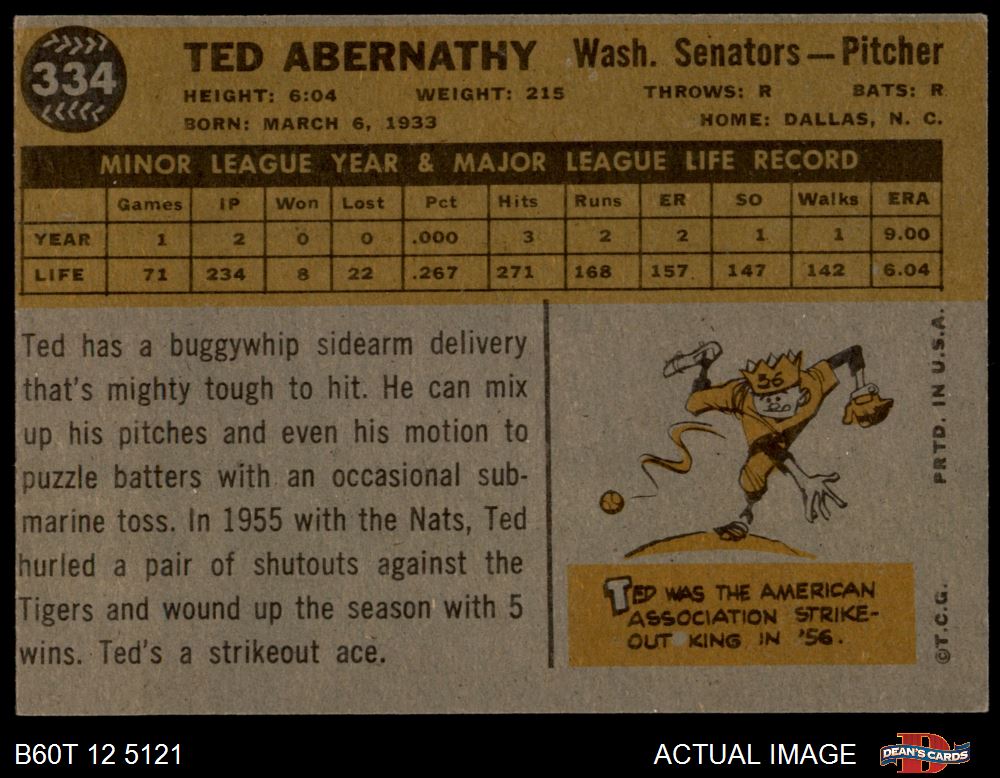 334
TED ABERNATHY Wash. Senators — Pitcher
HEIGHT: 6:04 WEIGHT: 215 THROWS: R BATS: R
BORN: MARCH 6, 1933 HOME: DALLAS, N. C.
MINOR LEAGUE YEAR & MAJOR LEAGUE LIFE RECORD
Games IP Won Lost Pct Hits Runs ER SO Walks ERA
YEAR 1 2 0 0 .000 3 2 2 1 1 9.00
LIFE 71 234 8 22 .267 271 168 157 147 142 6.04
Ted has a buggywhip sidearm delivery
that's mighty tough to hit. He can mix
up his pitches and even his motion to
puzzle batters with an occasional sub-
marine toss. In 1955 with the Nats, Ted
hurled a pair of shutouts against the
Tigers and wound up the season with 5
wins. Ted's a strikeout ace.
56
TED WAS THE AMERICAN
ASSOCIATION STRIKE-
OUT KING IN '56.
PRTD. IN U.S.A.
©T.C.G.
B60T 12 5121
ACTUAL IMAGE
D
DEAN'S CARDS